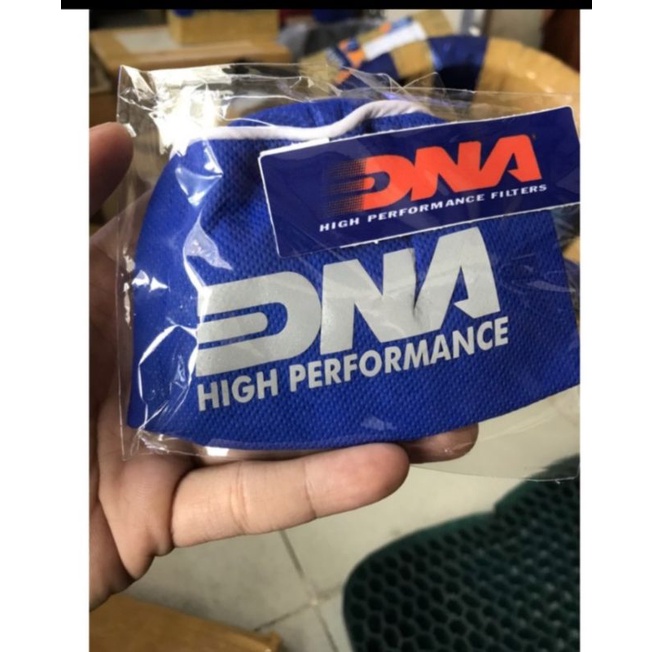 DNA
HIGH PERFORMANCE FILTERS
DNA
HIGH PERFORMANCE